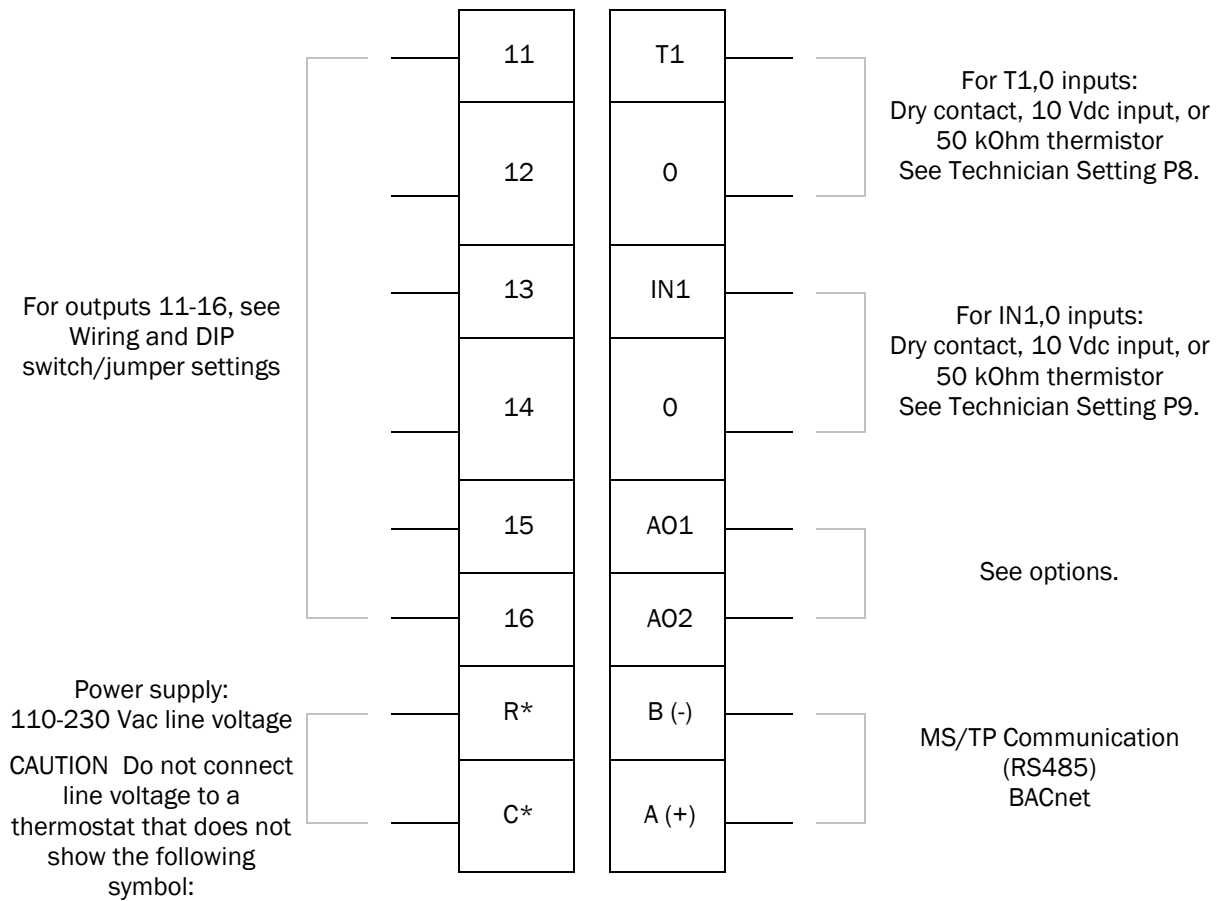 11
T1
12
0
13
IN1
14
0
15
AO1
16
AO2
R*
B (-)
C*
A (+)
For outputs 11-16, see
Wiring and DIP
switch/jumper settings
Power supply:
110-230 Vac line voltage
CAUTION  Do not connect
line voltage to a
thermostat that does not
show the following
symbol:
For T1,0 inputs:
Dry contact, 10 Vdc input, or
50 kOhm thermistor
See Technician Setting P8.
For IN1,0 inputs:
Dry contact, 10 Vdc input, or
50 kOhm thermistor
See Technician Setting P9.
See options.
MS/TP Communication
(RS485)
BACnet